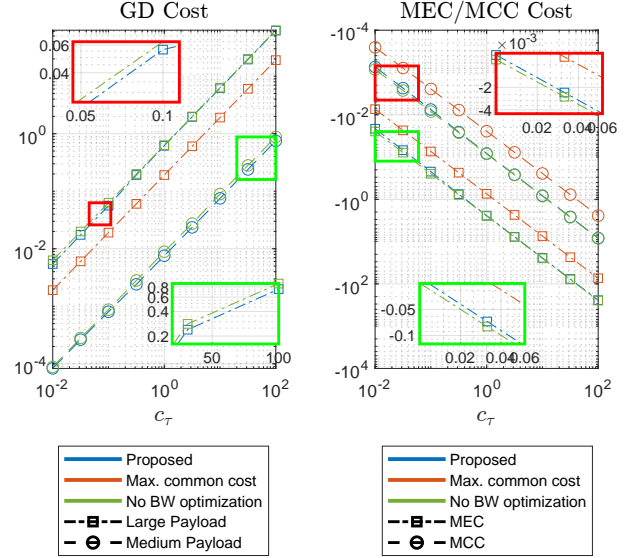 GD Cost
MEC/MCC Cost
0.06
0.04
0.05
0.1
10^0
10^-2
10^-4
0.8
0.6
0.4
0.2
50
100
10^-2
10^0
10^2
c_τ
-10^-4
-10^-2
-10^0
-10^2
-10^4
× 10^-3
-2
-4
0.02
0.06
-0.05
-0.1
0.02
0.06
10^-2
10^0
10^2
c_τ
Proposed
Max. common cost
No BW optimization
Large Payload
Medium Payload
Proposed
Max. common cost
No BW optimization
MEC
MCC